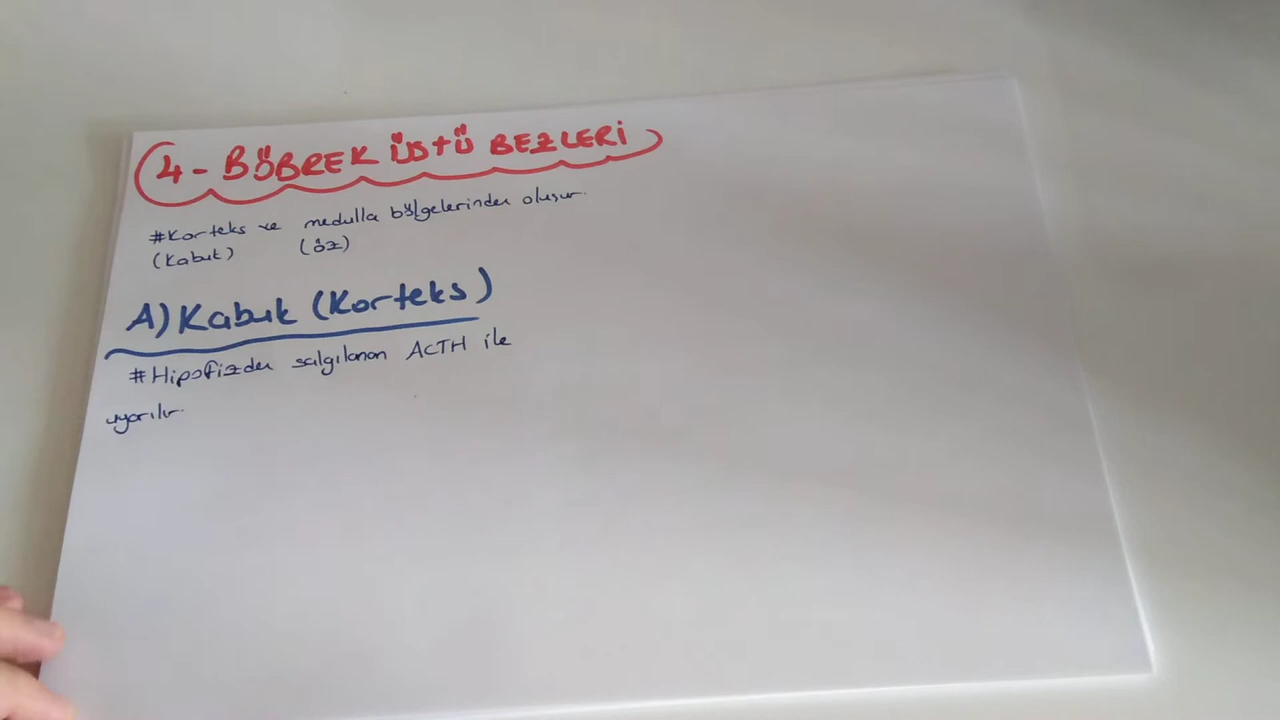 4- BÖBREK ÜSTÜ BEZLERİ
#Korteks ve medulla bölgelerinden oluşur.
(Kabuk) (öz)
A) Kabuk (Korteks)
#Hipofizden salgılanan ACTH ile
uyarılır.